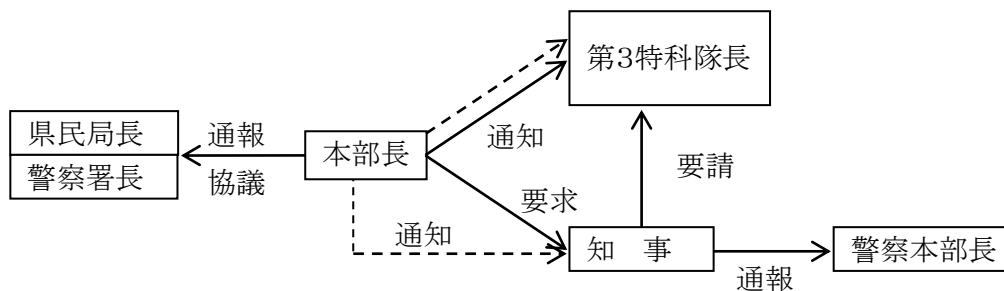 第3特科隊長
県民局長
警察署長
通報
協議
本部長
通知
要求
要請
通知
知 事
通報
警察本部長